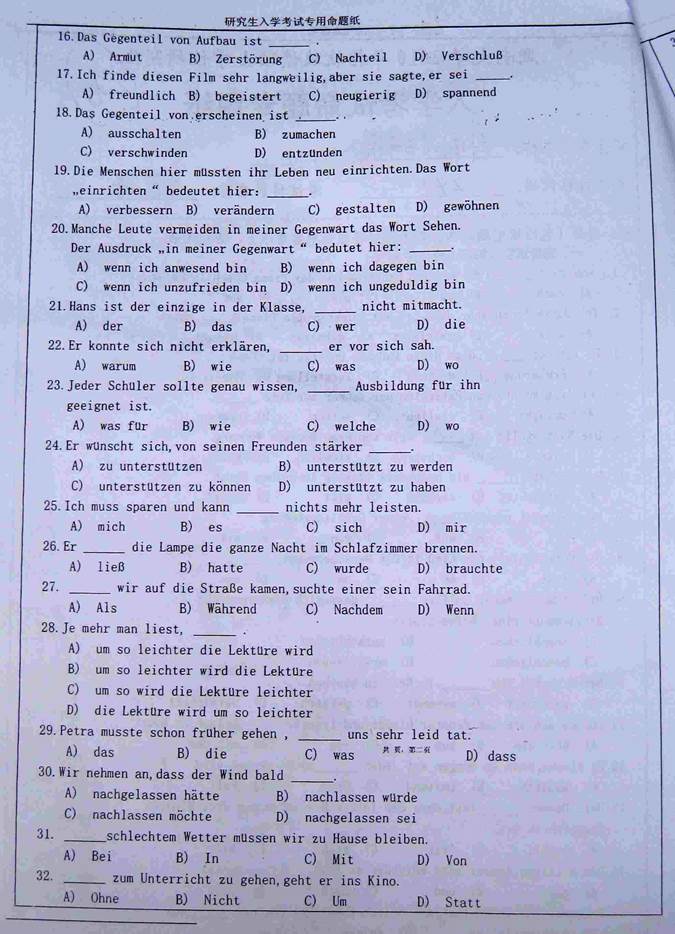 研究生入学考试专用命题纸
16. Das Gegenteil von Aufbau ist ______ .
A) Armut B) Zerstörung C) Nachteil D) Verschluß
17. Ich finde diesen Film sehr langweilig, aber sie sagte, er sei _____.
A) freundlich B) begeistert C) neugierig D) spannend
18. Das Gegenteil von erscheinen ist ______.
A) ausschalten B) zumachen
C) verschwinden D) entzünden
19. Die Menschen hier müssten ihr Leben neu einrichten. Das Wort
„einrichten “ bedeutet hier: ______.
A) verbessern B) verändern C) gestalten D) gewöhnen
20. Manche Leute vermeiden in meiner Gegenwart das Wort Sehen.
Der Ausdruck „in meiner Gegenwart “ bedutet hier: ______.
A) wenn ich anwesend bin B) wenn ich dagegen bin
C) wenn ich unzufrieden bin D) wenn ich ungeduldig bin
21. Hans ist der einzige in der Klasse, ______ nicht mitmacht.
A) der B) das C) wer D) die
22. Er konnte sich nicht erklären, ______ er vor sich sah.
A) warum B) wie C) was D) wo
23. Jeder Schüler sollte genau wissen, ______ Ausbildung für ihn
geeignet ist.
A) was für B) wie C) welche D) wo
24. Er wünscht sich, von seinen Freunden stärker ______.
A) zu unterstützen B) unterstützt zu werden
C) unterstützen zu können D) unterstützt zu haben
25. Ich muss sparen und kann ______ nichts mehr leisten.
A) mich B) es C) sich D) mir
26. Er ______ die Lampe die ganze Nacht im Schlafzimmer brennen.
A) ließ B) hatte C) wurde D) brauchte
27. ______ wir auf die Straße kamen, suchte einer sein Fahrrad.
A) Als B) Während C) Nachdem D) Wenn
28. Je mehr man liest, ______ .
A) um so leichter die Lektüre wird
B) um so leichter wird die Lektüre
C) um so wird die Lektüre leichter
D) die Lektüre wird um so leichter
29. Petra musste schon früher gehen , ______ uns sehr leid tat.
A) das B) die C) was D) dass
共 页，第二页
30. Wir nehmen an, dass der Wind bald ______.
A) nachgelassen hätte B) nachlassen würde
C) nachlassen möchte D) nachgelassen sei
31. ______schlechtem Wetter müssen wir zu Hause bleiben.
A) Bei B) In C) Mit D) Von
32. ______ zum Unterricht zu gehen, geht er ins Kino.
A) Ohne B) Nicht C) Um D) Statt